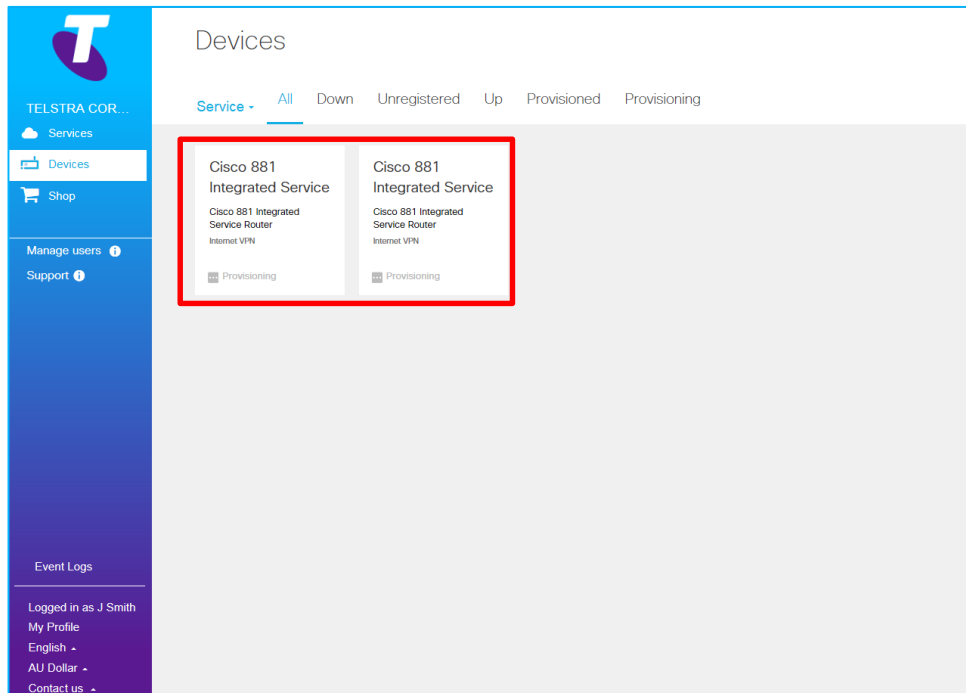 T
TELSTRA COR...
Services
Devices
Shop
Manage users
Support
Event Logs
Logged in as J Smith
My Profile
English
AU Dollar
Contact us
Devices
Service All Down Unregistered Up Provisioned Provisioning
Cisco 881
Integrated Service
Cisco 881 Integrated
Service Router
Internet VPN
Provisioning
Cisco 881
Integrated Service
Cisco 881 Integrated
Service Router
Internet VPN
Provisioning